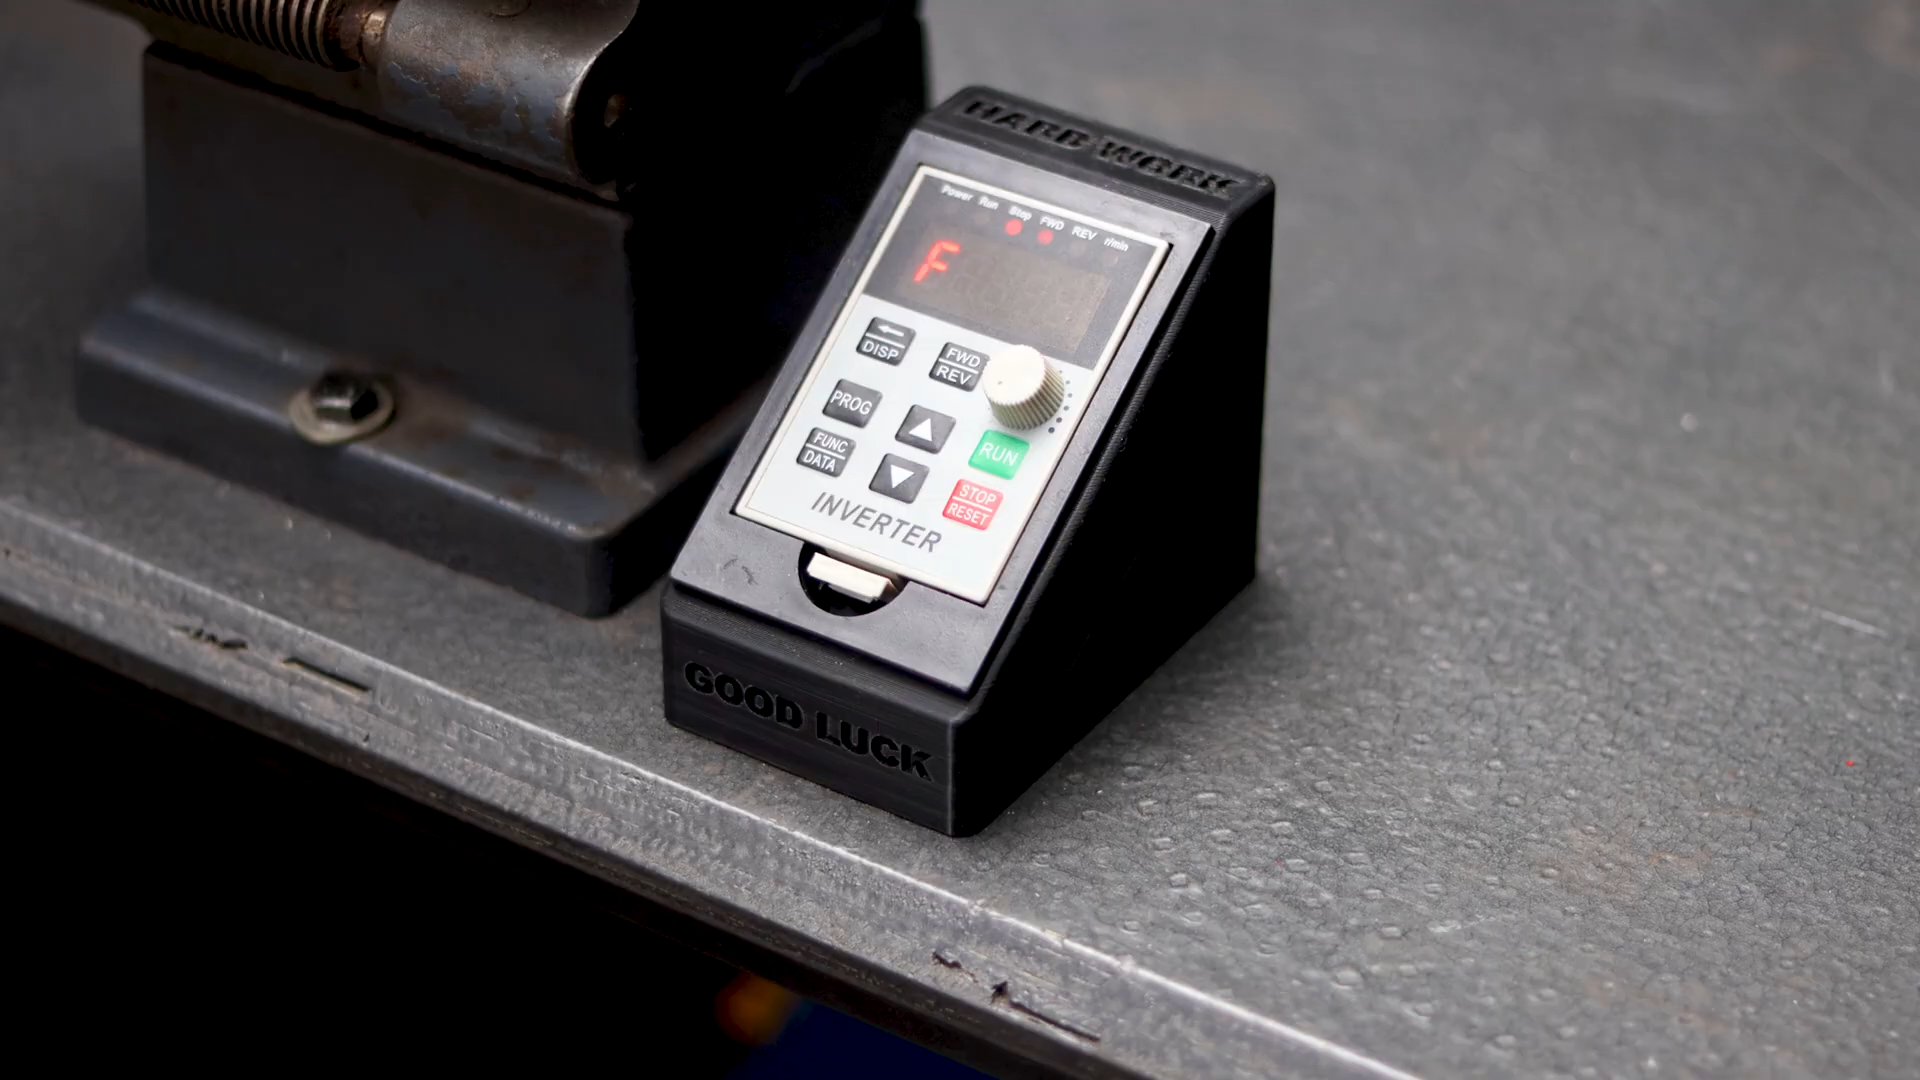 HARD WORK
Power Run Stop FWD REV r/min
F
DISP
FWD
REV
PROG
FUNC
DATA
RUN
STOP
RESET
INVERTER
GOOD LUCK